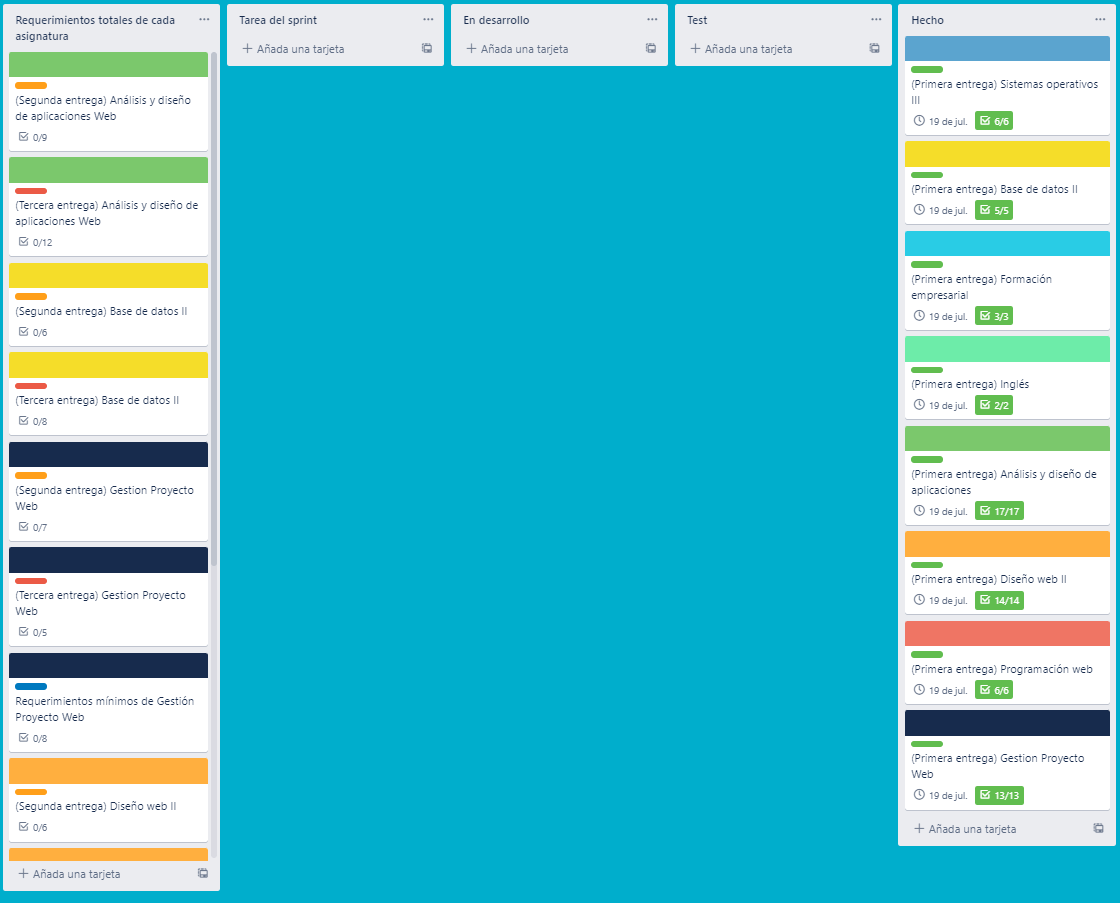 Requerimientos totales de cada
asignatura
(Segunda entrega) Análisis y diseño
de aplicaciones Web
0/9
(Tercera entrega) Análisis y diseño de
aplicaciones Web
0/12
(Segunda entrega) Base de datos II
0/6
(Tercera entrega) Base de datos II
0/8
(Segunda entrega) Gestion Proyecto
Web
0/7
(Tercera entrega) Gestion Proyecto
Web
0/5
Requerimientos mínimos de Gestión
Proyecto Web
0/8
(Segunda entrega) Diseño web II
0/6
+ Añada una tarjeta
Tarea del sprint
+ Añada una tarjeta
En desarrollo
+ Añada una tarjeta
Test
+ Añada una tarjeta
Hecho
(Primera entrega) Sistemas operativos
III
19 de jul. 6/6
(Primera entrega) Base de datos II
19 de jul. 5/5
(Primera entrega) Formación
empresarial
19 de jul. 3/3
(Primera entrega) Inglés
19 de jul. 2/2
(Primera entrega) Análisis y diseño de
aplicaciones
19 de jul. 17/17
(Primera entrega) Diseño web II
19 de jul. 14/14
(Primera entrega) Programación web
19 de jul. 6/6
(Primera entrega) Gestion Proyecto
Web
19 de jul. 13/13
+ Añada una tarjeta